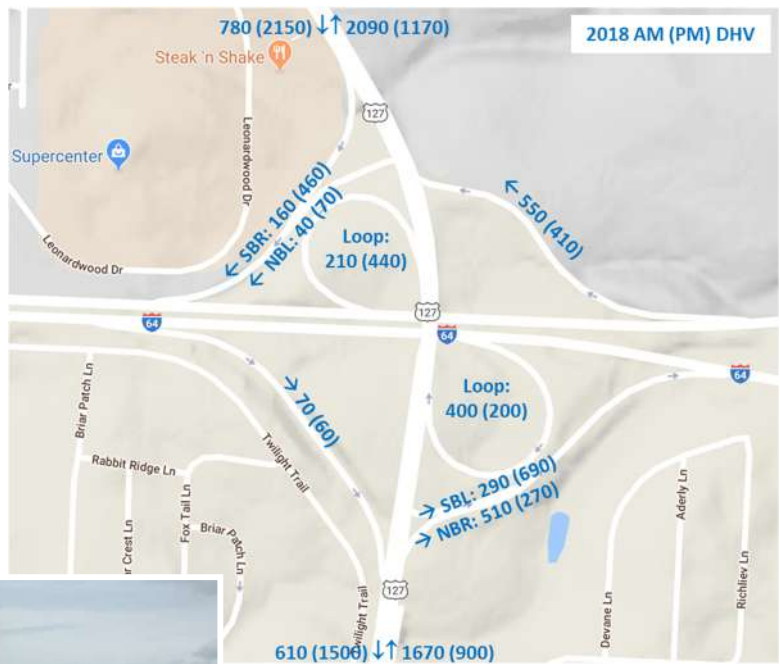 780 (2150) ↓↑ 2090 (1170)
2018 AM (PM) DHV
Steak 'n Shake
127
Supercenter
Leonardwood Dr
Leonardwood Dr
← SBR: 160 (460)
← NBL: 40 (70)
Loop:
210 (440)
← 550 (410)
64
127
64
64
Loop:
400 (200)
→ 70 (60)
→ SBL: 290 (690)
→ NBR: 510 (270)
Briar Patch Ln
Rabbit Ridge Ln
Fox Tail Ln
Briar Patch Ln
r Crest Ln
Twilight Trail
Twilight Trail
Aderly Ln
Devane Ln
Richliev Ln
127
610 (1500) ↓↑ 1670 (900)